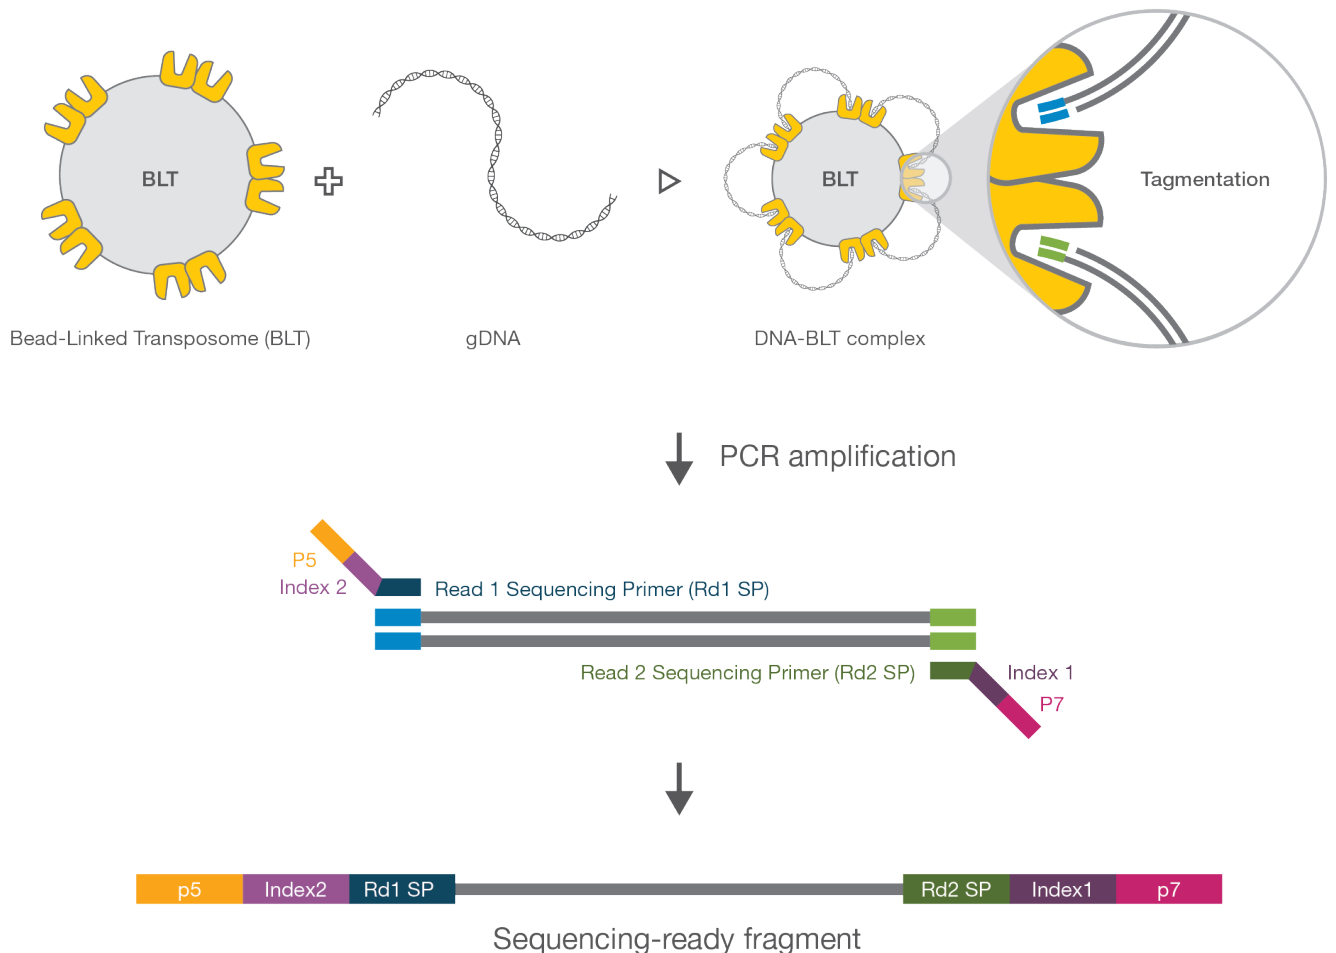 BLT
BLT
Tagmentation
Bead-Linked Transposome (BLT)
gDNA
DNA-BLT complex
PCR amplification
P5
Index 2
Read 1 Sequencing Primer (Rd1 SP)
Read 2 Sequencing Primer (Rd2 SP)
Index 1
P7
p5
Index2
Rd1 SP
Rd2 SP
Index1
p7
Sequencing-ready fragment